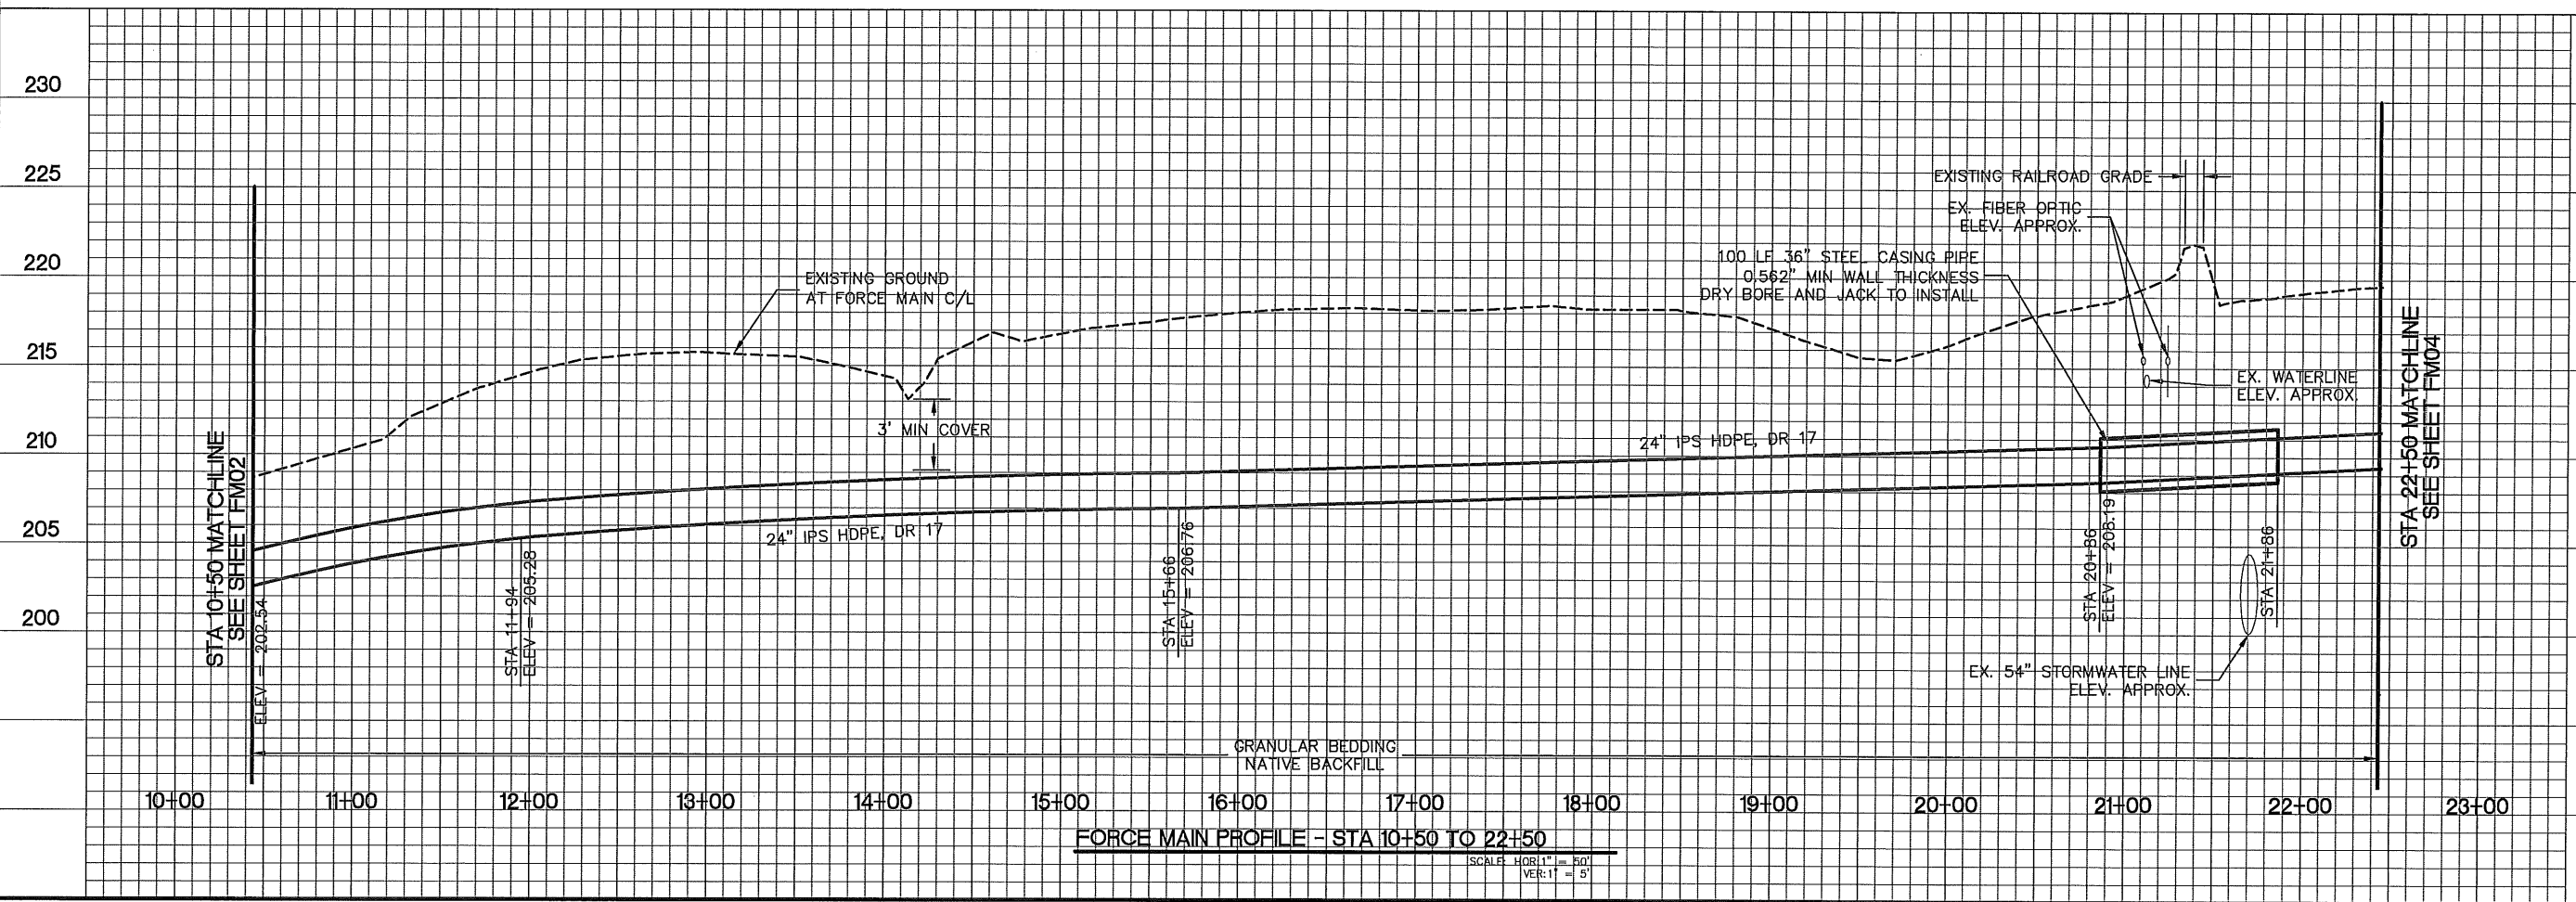 230
225
220
215
210
205
200
EXISTING RAILROAD GRADE
EX. FIBER OPTIC
ELEV. APPROX.
100 LF 36" STEEL CASING PIPE
0.562" MIN WALL THICKNESS
DRY BORE AND JACK TO INSTALL
EXISTING GROUND
AT FORCE MAIN C/L
3' MIN COVER
24" IPS HDPE, DR 17
EX. WATERLINE
ELEV. APPROX.
24" IPS HDPE, DR 17
STA 10+50 MATCHLINE
SEE SHEET FM02
ELEV = 202.54
STA 11+94
ELEV = 205.28
STA 15+66
ELEV = 206.76
STA 20+86
ELEV = 208.19
STA 21+86
STA 22+50 MATCHLINE
SEE SHEET FM04
EX. 54" STORMWATER LINE
ELEV. APPROX.
GRANULAR BEDDING
NATIVE BACKFILL
10+00 11+00 12+00 13+00 14+00 15+00 16+00 17+00 18+00 19+00 20+00 21+00 22+00 23+00
FORCE MAIN PROFILE - STA 10+50 TO 22+50
SCALE: HOR:1" = 50'
VER:1" = 5'